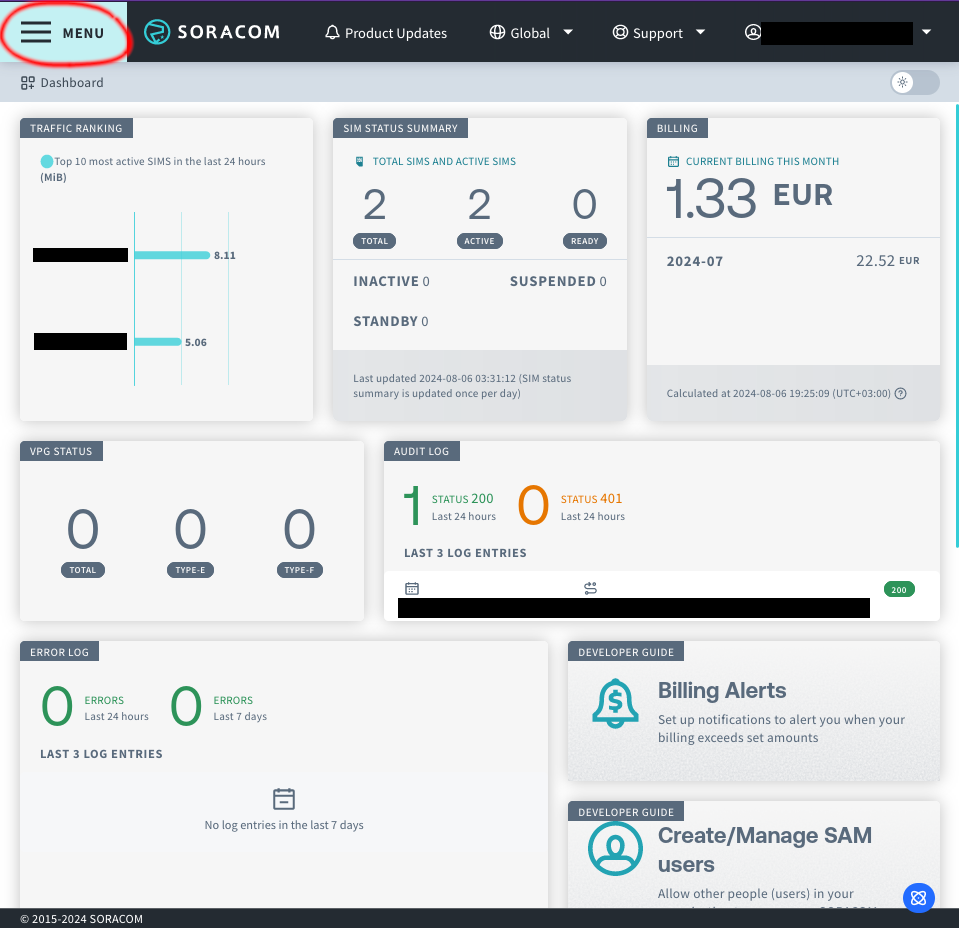 MENU
SORACOM
Product Updates
Global
Support
Dashboard
TRAFFIC RANKING
Top 10 most active SIMS in the last 24 hours
(MiB)
8.11
5.06
SIM STATUS SUMMARY
TOTAL SIMS AND ACTIVE SIMS
2 2 0
TOTAL ACTIVE READY
INACTIVE 0 SUSPENDED 0
STANDBY 0
Last updated 2024-08-06 03:31:12 (SIM status
summary is updated once per day)
BILLING
CURRENT BILLING THIS MONTH
1.33 EUR
2024-07 22.52 EUR
Calculated at 2024-08-06 19:25:09 (UTC+03:00)
VPG STATUS
0 0 0
TOTAL TYPE-E TYPE-F
AUDIT LOG
1 STATUS 200
Last 24 hours
0 STATUS 401
Last 24 hours
LAST 3 LOG ENTRIES
200
ERROR LOG
0 ERRORS
Last 24 hours
0 ERRORS
Last 7 days
LAST 3 LOG ENTRIES
No log entries in the last 7 days
DEVELOPER GUIDE
Billing Alerts
Set up notifications to alert you when your
billing exceeds set amounts
DEVELOPER GUIDE
Create/Manage SAM
users
Allow other people (users) in your
© 2015-2024 SORACOM